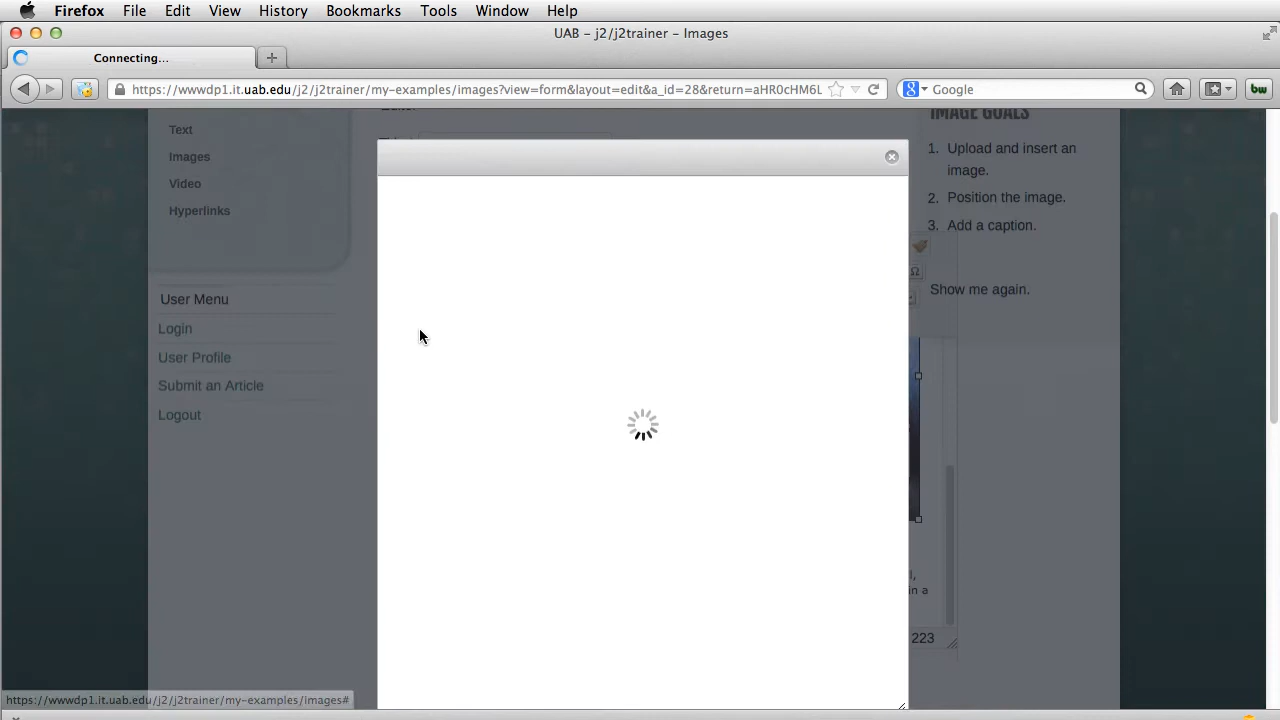 Firefox File Edit View History Bookmarks Tools Window Help
UAB - j2/j2trainer - Images
Connecting...
https://wwwdp1.it.uab.edu/j2/j2trainer/my-examples/images?view=form&layout=edit&a_id=28&return=aHR0cHM6L
Google
bw
Text
Images
Video
Hyperlinks
User Menu
Login
User Profile
Submit an Article
Logout
IMAGE GOALS
1. Upload and insert an
image.
2. Position the image.
3. Add a caption.
Show me again.
Ω
in a
223
https://wwwdp1.it.uab.edu/j2/j2trainer/my-examples/images#